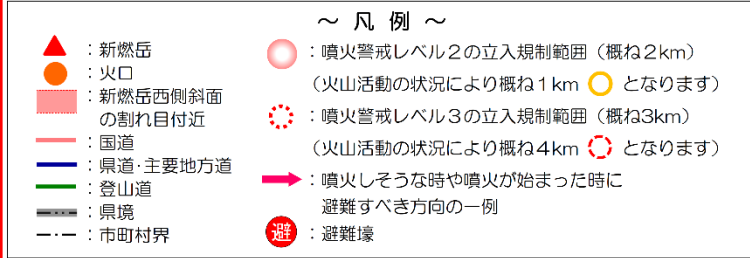 ～ 凡 例 ～
：新燃岳
：火口
：新燃岳西側斜面
の割れ目付近
：国道
：県道・主要地方道
：登山道
：県境
：市町村界
：噴火警戒レベル２の立入規制範囲（概ね２km）
（火山活動の状況により概ね１km となります）
：噴火警戒レベル３の立入規制範囲（概ね3km）
（火山活動の状況により概ね４km となります）
：噴火しそうな時や噴火が始まった時に
避難すべき方向の一例
避 ：避難壕